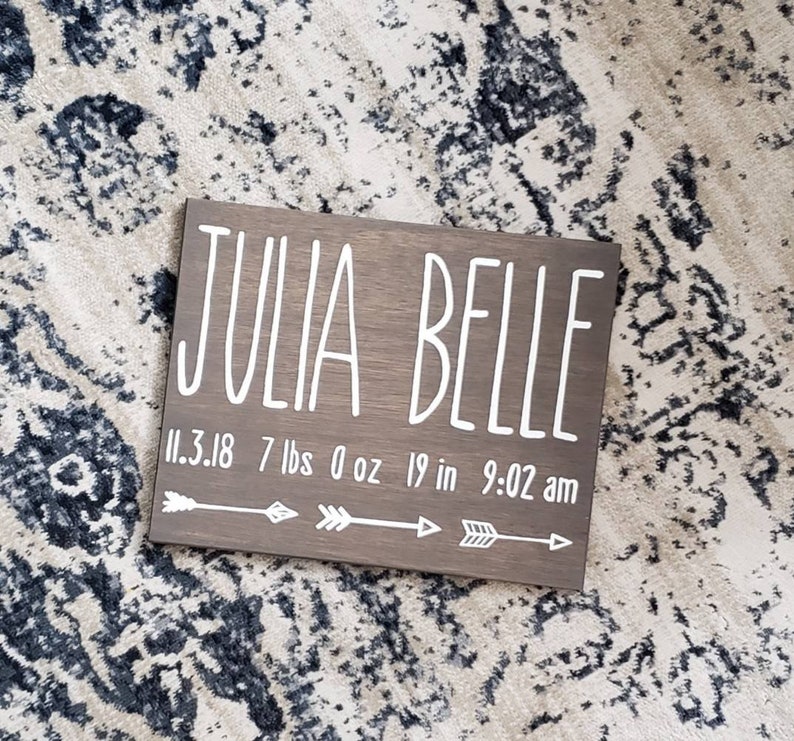 JULIA BELLE
11.3.18 7 lbs 0 oz 19 in 9:02 am